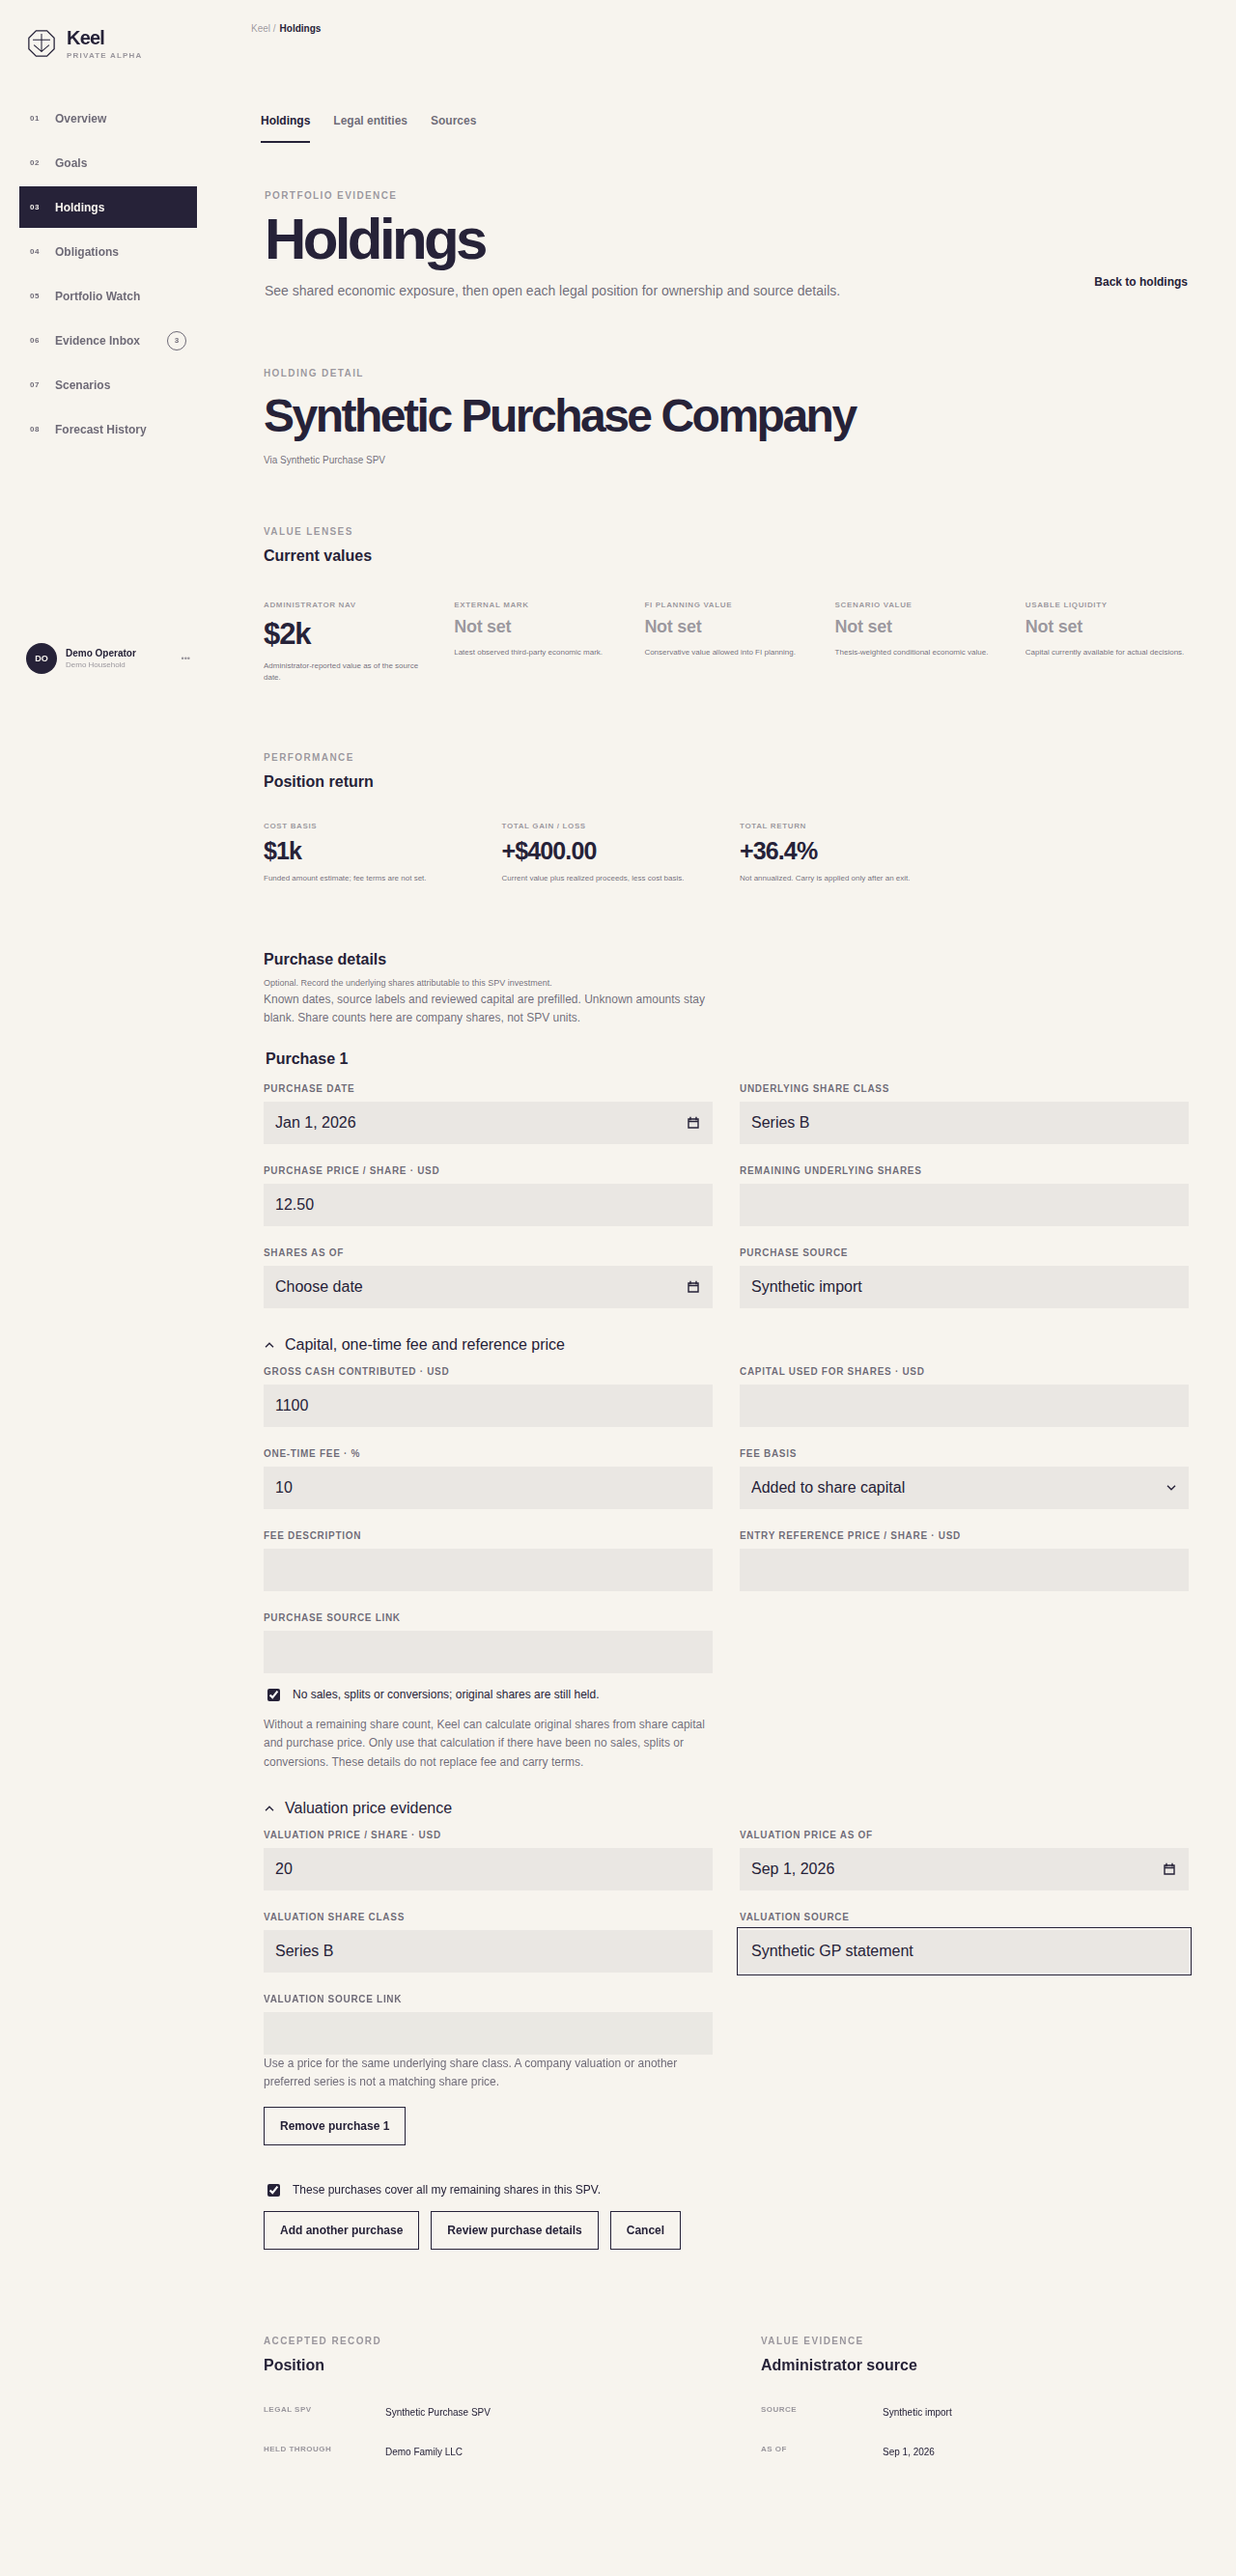 Keel
PRIVATE ALPHA
Keel / Holdings
01 Overview
02 Goals
03 Holdings
04 Obligations
05 Portfolio Watch
06 Evidence Inbox 3
07 Scenarios
08 Forecast History
DO
Demo Operator
Demo Household
Holdings Legal entities Sources
PORTFOLIO EVIDENCE
Holdings
See shared economic exposure, then open each legal position for ownership and source details.
Back to holdings
HOLDING DETAIL
Synthetic Purchase Company
Via Synthetic Purchase SPV
VALUE LENSES
Current values
ADMINISTRATOR NAV
$2k
Administrator-reported value as of the source
date.
EXTERNAL MARK
Not set
Latest observed third-party economic mark.
FI PLANNING VALUE
Not set
Conservative value allowed into FI planning.
SCENARIO VALUE
Not set
Thesis-weighted conditional economic value.
USABLE LIQUIDITY
Not set
Capital currently available for actual decisions.
PERFORMANCE
Position return
COST BASIS
$1k
Funded amount estimate; fee terms are not set.
TOTAL GAIN / LOSS
+$400.00
Current value plus realized proceeds, less cost basis.
TOTAL RETURN
+36.4%
Not annualized. Carry is applied only after an exit.
Purchase details
Optional. Record the underlying shares attributable to this SPV investment.
Known dates, source labels and reviewed capital are prefilled. Unknown amounts stay
blank. Share counts here are company shares, not SPV units.
Purchase 1
PURCHASE DATE
Jan 1, 2026
UNDERLYING SHARE CLASS
Series B
PURCHASE PRICE / SHARE · USD
12.50
REMAINING UNDERLYING SHARES
SHARES AS OF
Choose date
PURCHASE SOURCE
Synthetic import
Capital, one-time fee and reference price
GROSS CASH CONTRIBUTED · USD
1100
CAPITAL USED FOR SHARES · USD
ONE-TIME FEE · %
10
FEE BASIS
Added to share capital
FEE DESCRIPTION
ENTRY REFERENCE PRICE / SHARE · USD
PURCHASE SOURCE LINK
No sales, splits or conversions; original shares are still held.
Without a remaining share count, Keel can calculate original shares from share capital
and purchase price. Only use that calculation if there have been no sales, splits or
conversions. These details do not replace fee and carry terms.
Valuation price evidence
VALUATION PRICE / SHARE · USD
20
VALUATION PRICE AS OF
Sep 1, 2026
VALUATION SHARE CLASS
Series B
VALUATION SOURCE
Synthetic GP statement
VALUATION SOURCE LINK
Use a price for the same underlying share class. A company valuation or another
preferred series is not a matching share price.
Remove purchase 1
These purchases cover all my remaining shares in this SPV.
Add another purchase Review purchase details Cancel
ACCEPTED RECORD
Position
LEGAL SPV Synthetic Purchase SPV
HELD THROUGH Demo Family LLC
VALUE EVIDENCE
Administrator source
SOURCE Synthetic import
AS OF Sep 1, 2026